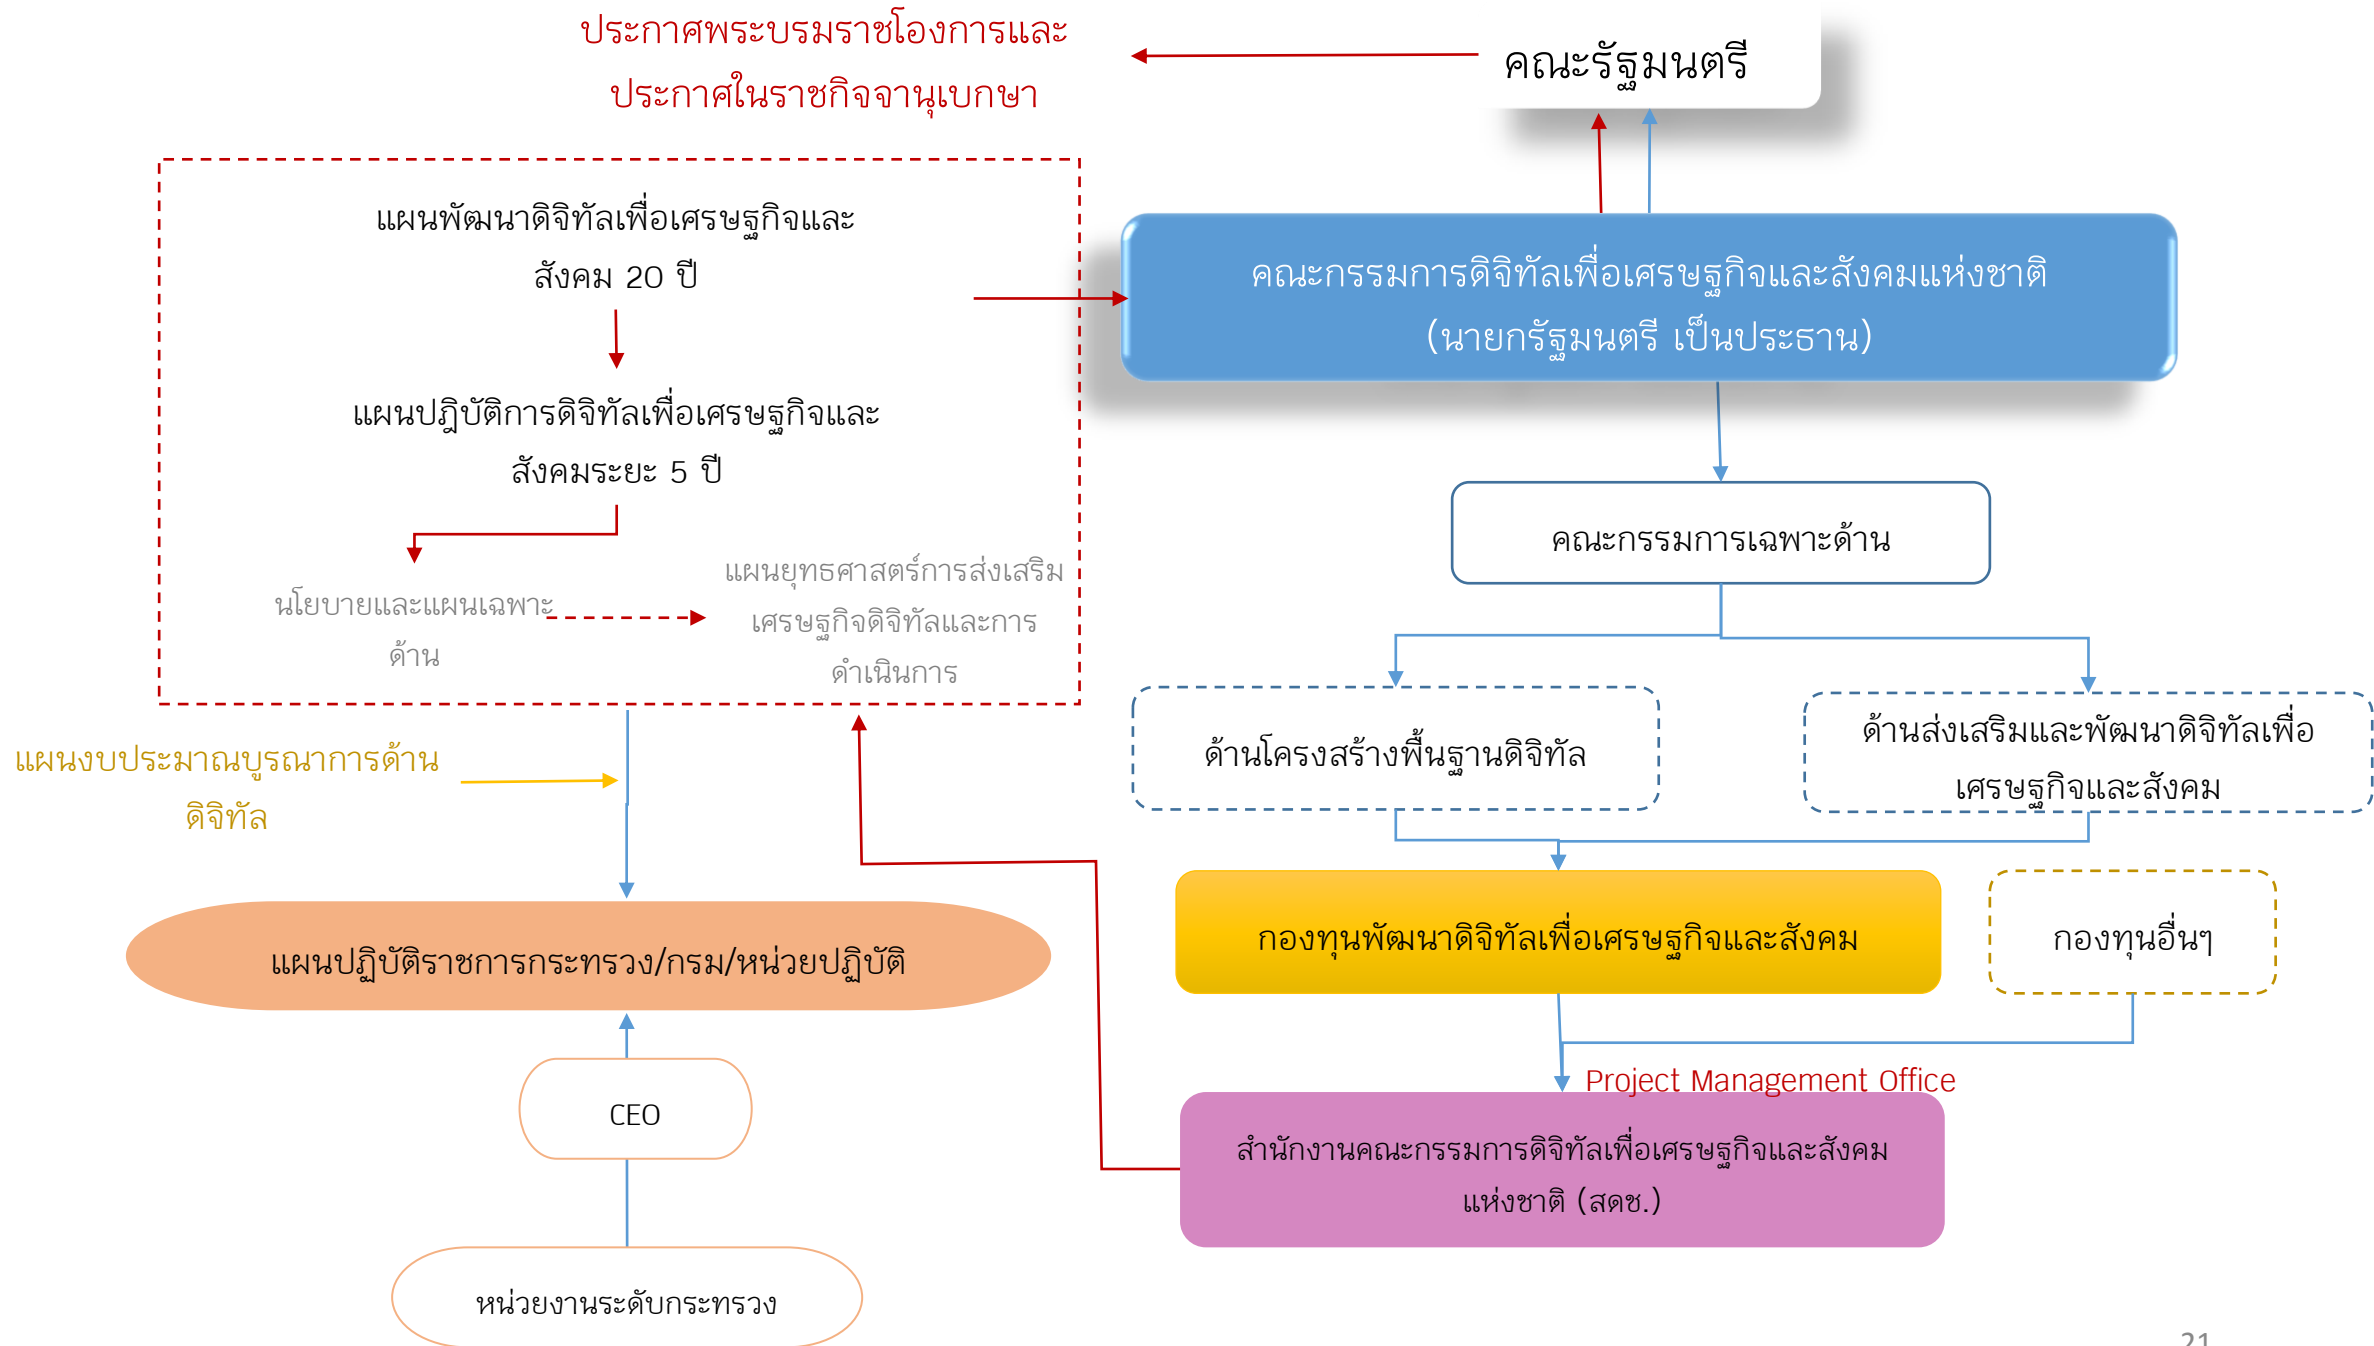 ประกาศพระบรมราชโองการและ
ประกาศในราชกิจจานุเบกษา
คณะรัฐมนตรี
แผนพัฒนาดิจิทัลเพื่อเศรษฐกิจและ
สังคม 20 ปี
คณะกรรมการดิจิทัลเพื่อเศรษฐกิจและสังคมแห่งชาติ
(นายกรัฐมนตรี เป็นประธาน)
แผนปฎิบัติการดิจิทัลเพื่อเศรษฐกิจและ
สังคมระยะ 5 ปี
คณะกรรมการเฉพาะด้าน
นโยบายและแผนเฉพาะ
ด้าน
แผนยุทธศาสตร์การส่งเสริม
เศรษฐกิจดิจิทัลและการ
ดำเนินการ
ด้านโครงสร้างพื้นฐานดิจิทัล
ด้านส่งเสริมและพัฒนาดิจิทัลเพื่อ
เศรษฐกิจและสังคม
แผนงบประมาณบูรณาการด้าน
ดิจิทัล
กองทุนพัฒนาดิจิทัลเพื่อเศรษฐกิจและสังคม
กองทุนอื่นๆ
แผนปฏิบัติราชการกระทรวง/กรม/หน่วยปฏิบัติ
Project Management Office
CEO
สำนักงานคณะกรรมการดิจิทัลเพื่อเศรษฐกิจและสังคม
แห่งชาติ (สดช.)
หน่วยงานระดับกระทรวง
21